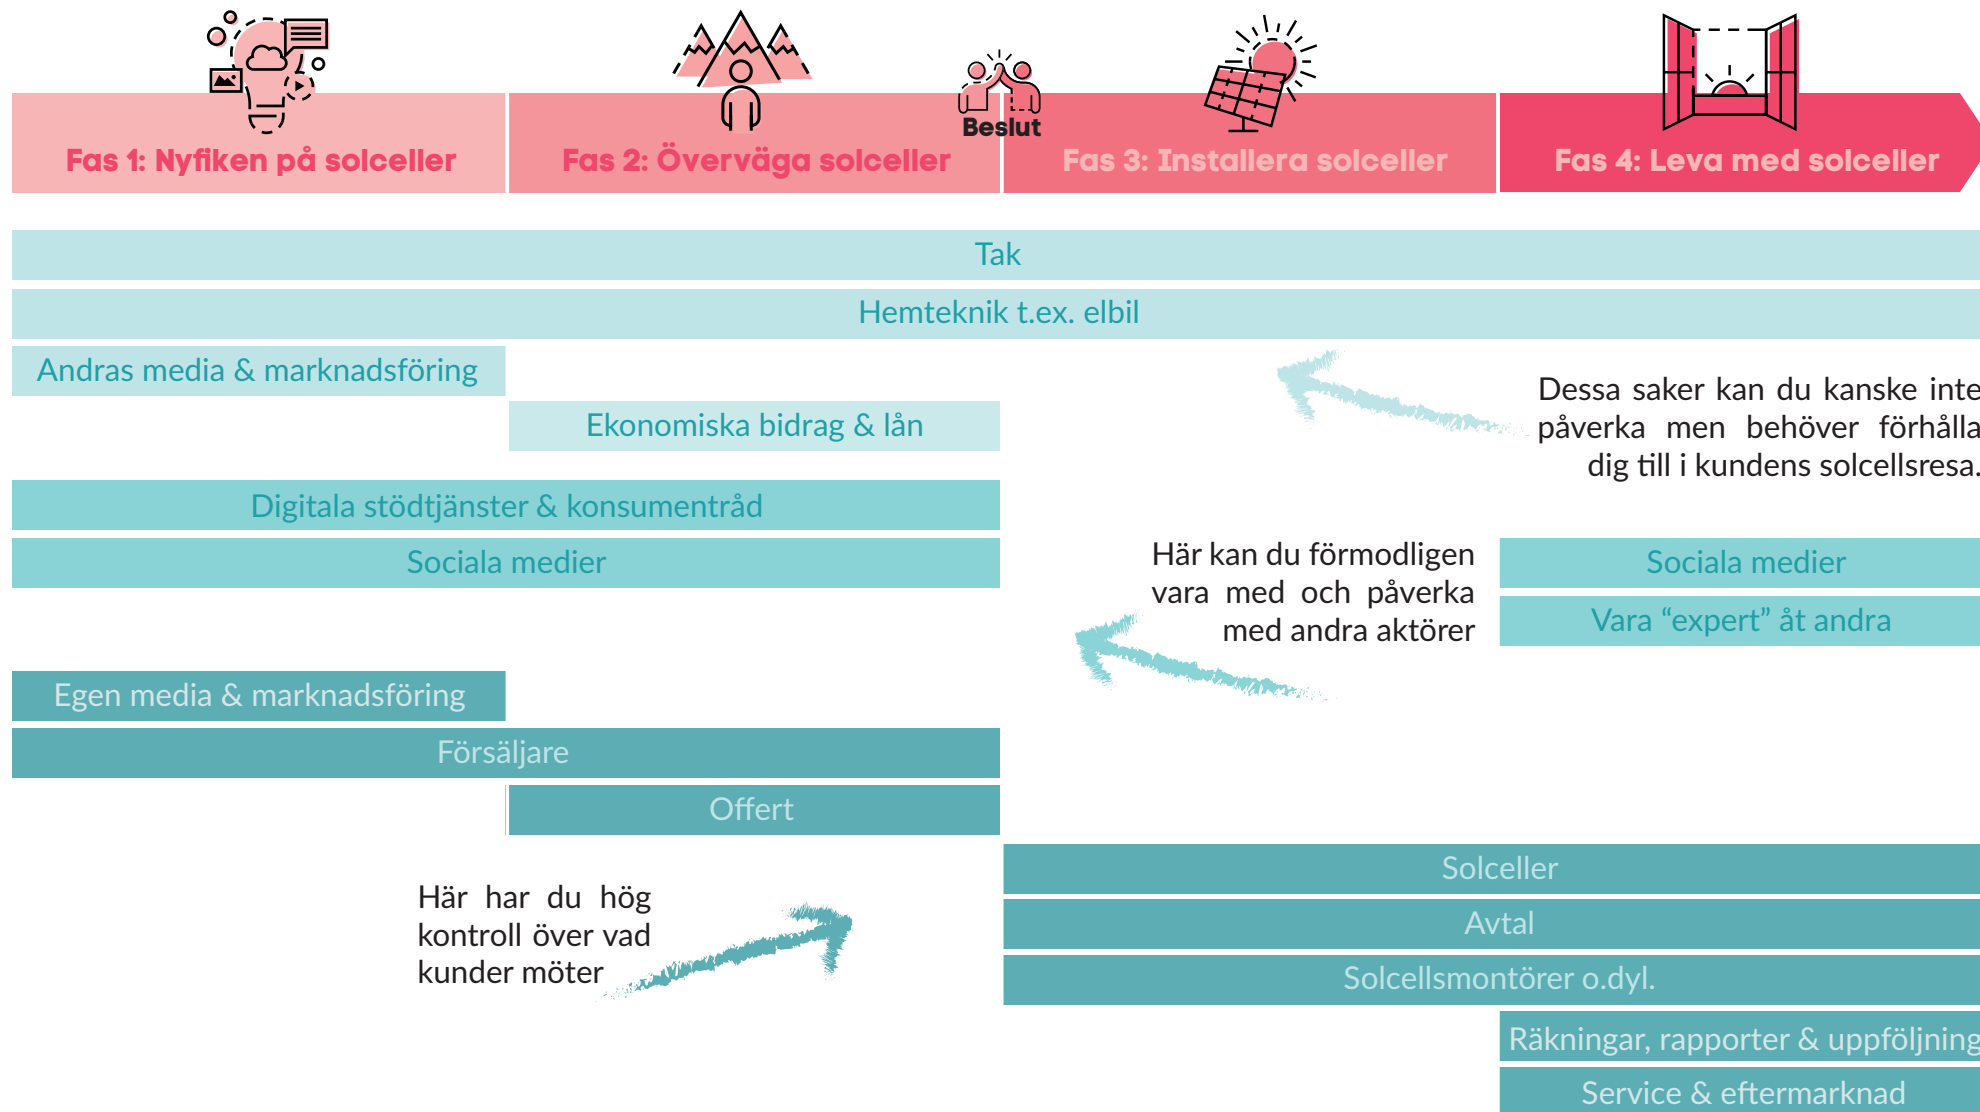 Beslut
Fas 1: Nyfiken på solceller
Fas 2: Överväga solceller
Fas 3: Installera solceller
Fas 4: Leva med solceller
Tak
Hemteknik t.ex. elbil
Andras media & marknadsföring
Ekonomiska bidrag & lån
Dessa saker kan du kanske inte
påverka men behöver förhålla
dig till i kundens solcellsresa.
Digitala stödtjänster & konsumentråd
Sociala medier
Här kan du förmodligen
vara med och påverka
med andra aktörer
Sociala medier
Vara “expert” åt andra
Egen media & marknadsföring
Försäljare
Offert
Här har du hög
kontroll över vad
kunder möter
Solceller
Avtal
Solcellsmontörer o.dyl.
Räkningar, rapporter & uppföljning
Service & eftermarknad